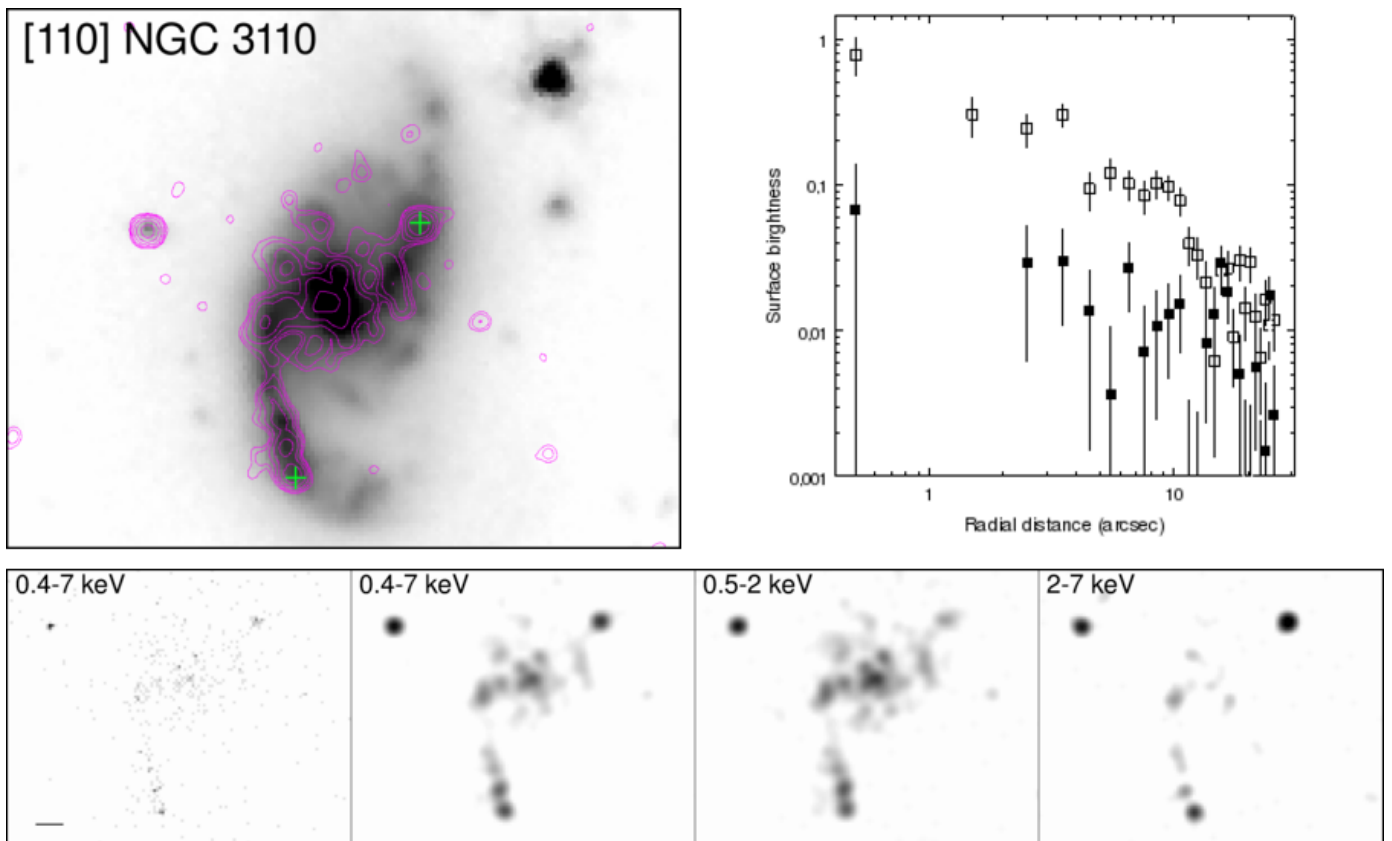 [110] NGC 3110
1
0,1
0,01
0,001
Surface birghtness
1
10
Radial distance (arcsec)
0.4-7 keV
0.4-7 keV
0.5-2 keV
2-7 keV